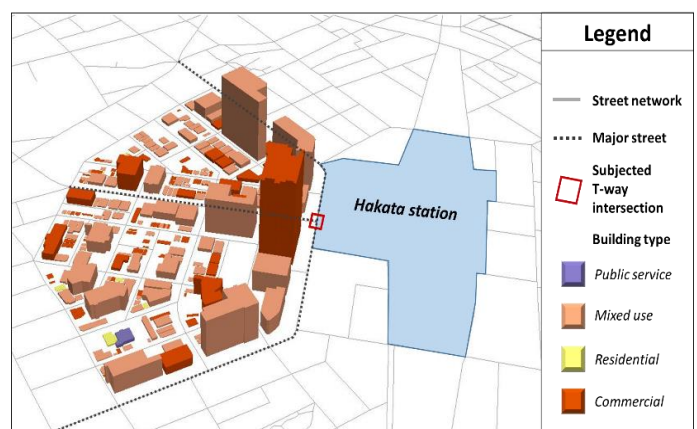 Legend
Street network
Major street
Subjected
T-way
intersection
Hakata station
Building type
Public service
Mixed use
Residential
Commercial